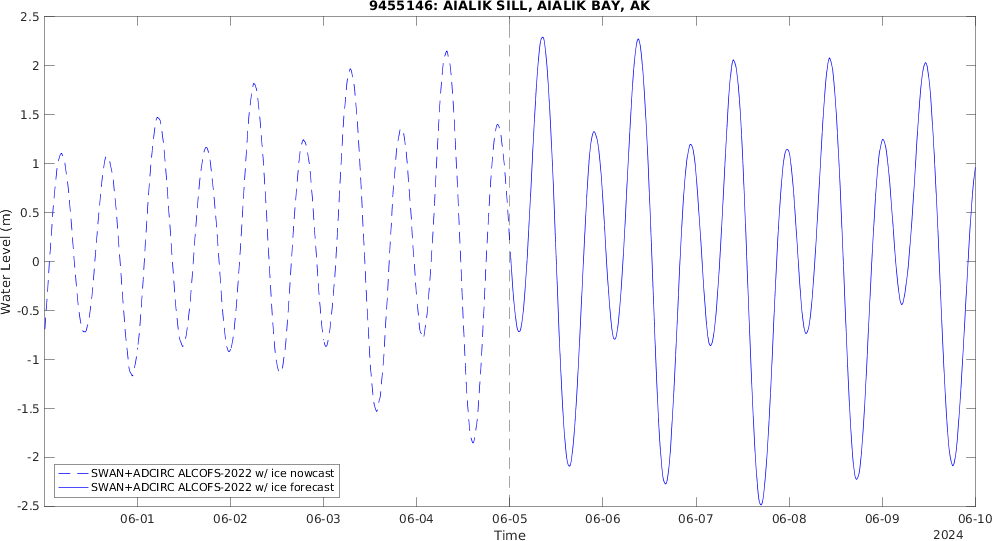 9455146: AIALIK SILL, AIALIK BAY, AK
2.5
2
1.5
1
0.5
0
-0.5
-1
-1.5
-2
-2.5
Water Level (m)
SWAN+ADCIRC ALCOFS-2022 w/ ice nowcast
SWAN+ADCIRC ALCOFS-2022 w/ ice forecast
06-01 06-02 06-03 06-04 06-05 06-06 06-07 06-08 06-09 06-10
Time
2024